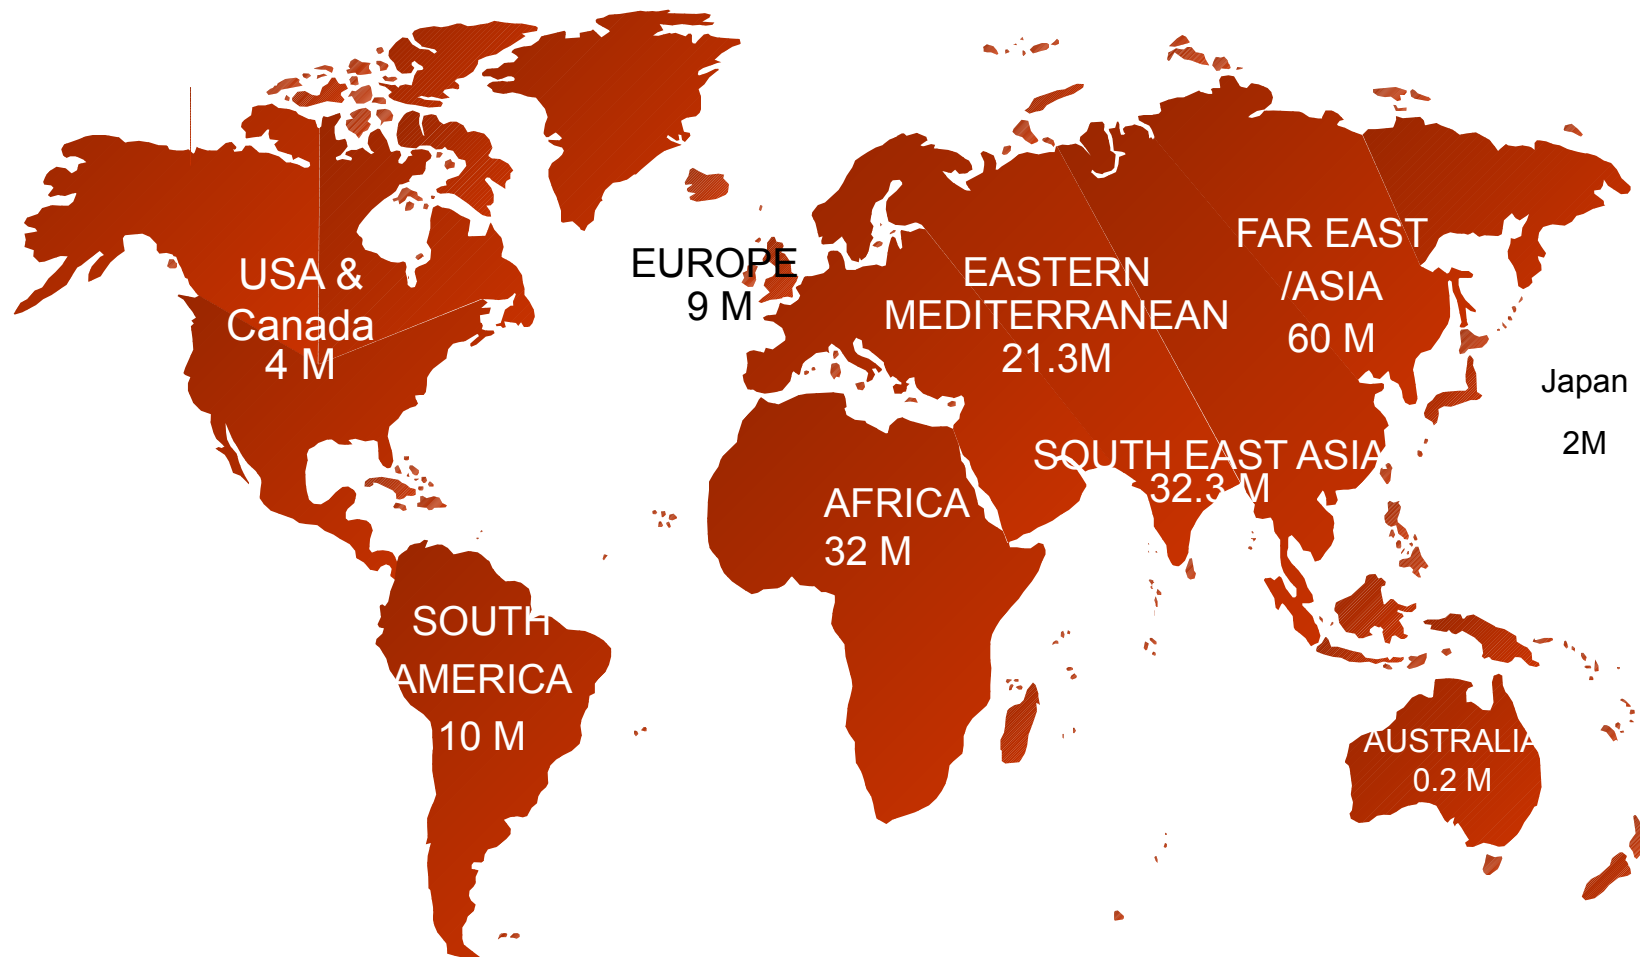 USA &
Canada
4 M
EUROPE
9 M
EASTERN
MEDITERRANEAN
21.3M
FAR EAST
/ASIA
60 M
Japan
2M
SOUTH EAST ASIA
32.3 M
AFRICA
32 M
SOUTH
AMERICA
10 M
AUSTRALIA
0.2 M